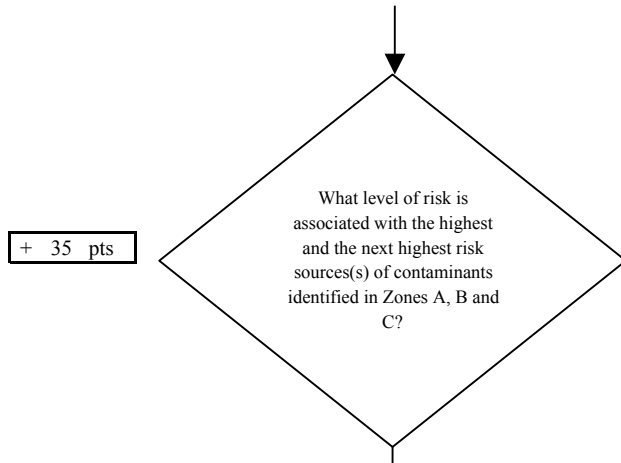 + 35 pts
What level of risk is
associated with the highest
and the next highest risk
sources(s) of contaminants
identified in Zones A, B and
C?